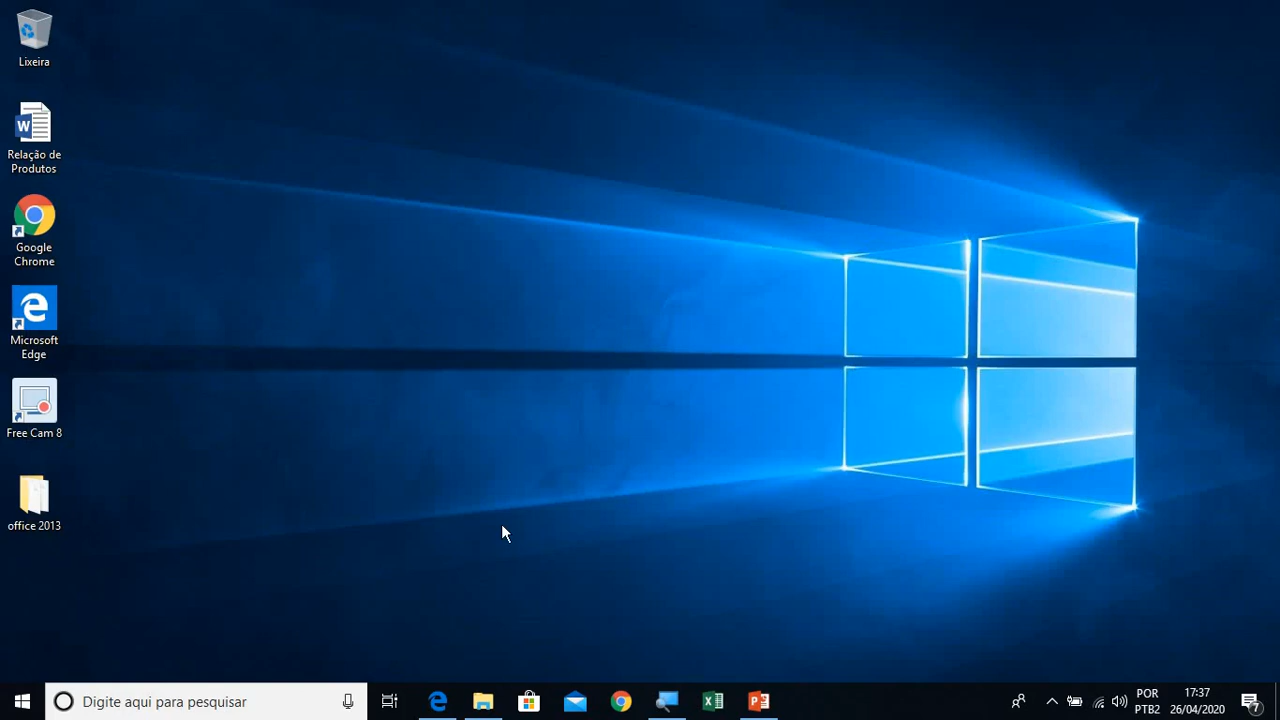 Lixeira
W
Relação de
Produtos
Google
Chrome
Microsoft
Edge
Free Cam 8
office 2013
Digite aqui para pesquisar
POR
PTB2
17:37
26/04/2020
7